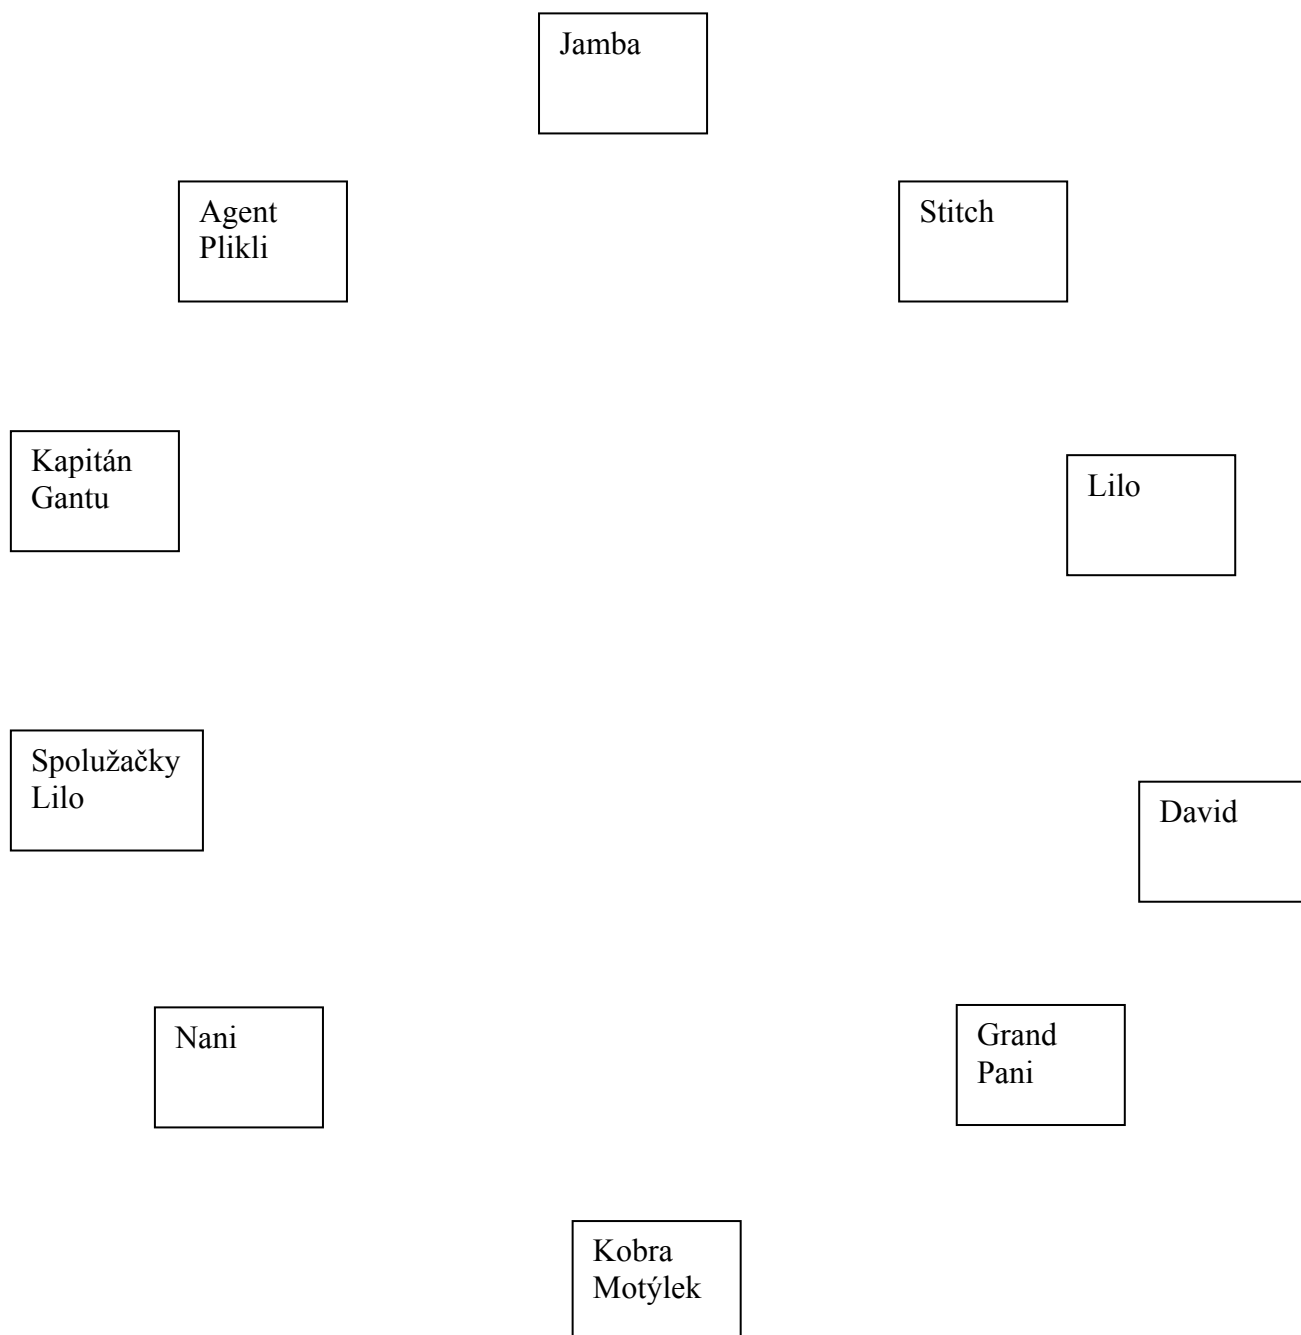 Jamba
Agent
Plikli
Stitch
Kapitán
Gantu
Lilo
Spolužačky
Lilo
David
Nani
Grand
Pani
Kobra
Motýlek